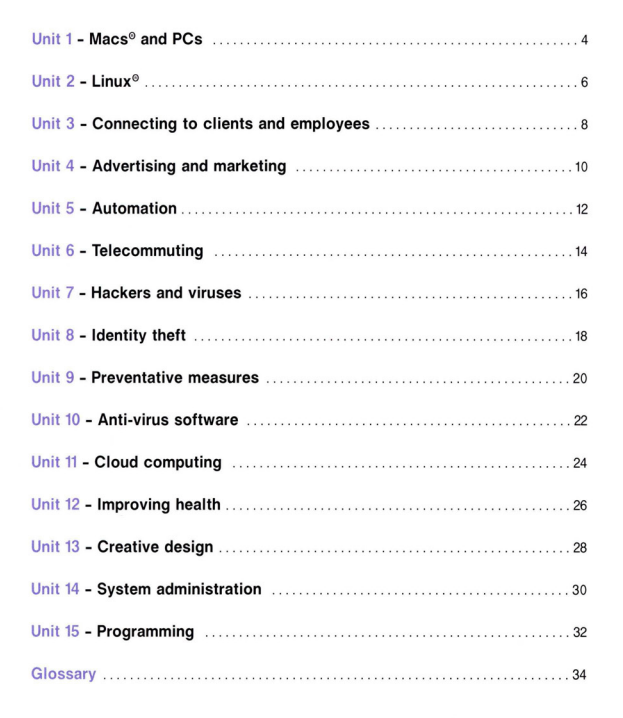 Unit 1 – Macs® and PCs ........ 4
Unit 2 – Linux® ........ 6
Unit 3 – Connecting to clients and employees ........ 8
Unit 4 – Advertising and marketing ........ 10
Unit 5 – Automation ........ 12
Unit 6 – Telecommuting ........ 14
Unit 7 – Hackers and viruses ........ 16
Unit 8 – Identity theft ........ 18
Unit 9 – Preventative measures ........ 20
Unit 10 – Anti-virus software ........ 22
Unit 11 – Cloud computing ........ 24
Unit 12 – Improving health ........ 26
Unit 13 – Creative design ........ 28
Unit 14 – System administration ........ 30
Unit 15 – Programming ........ 32
Glossary ........ 34